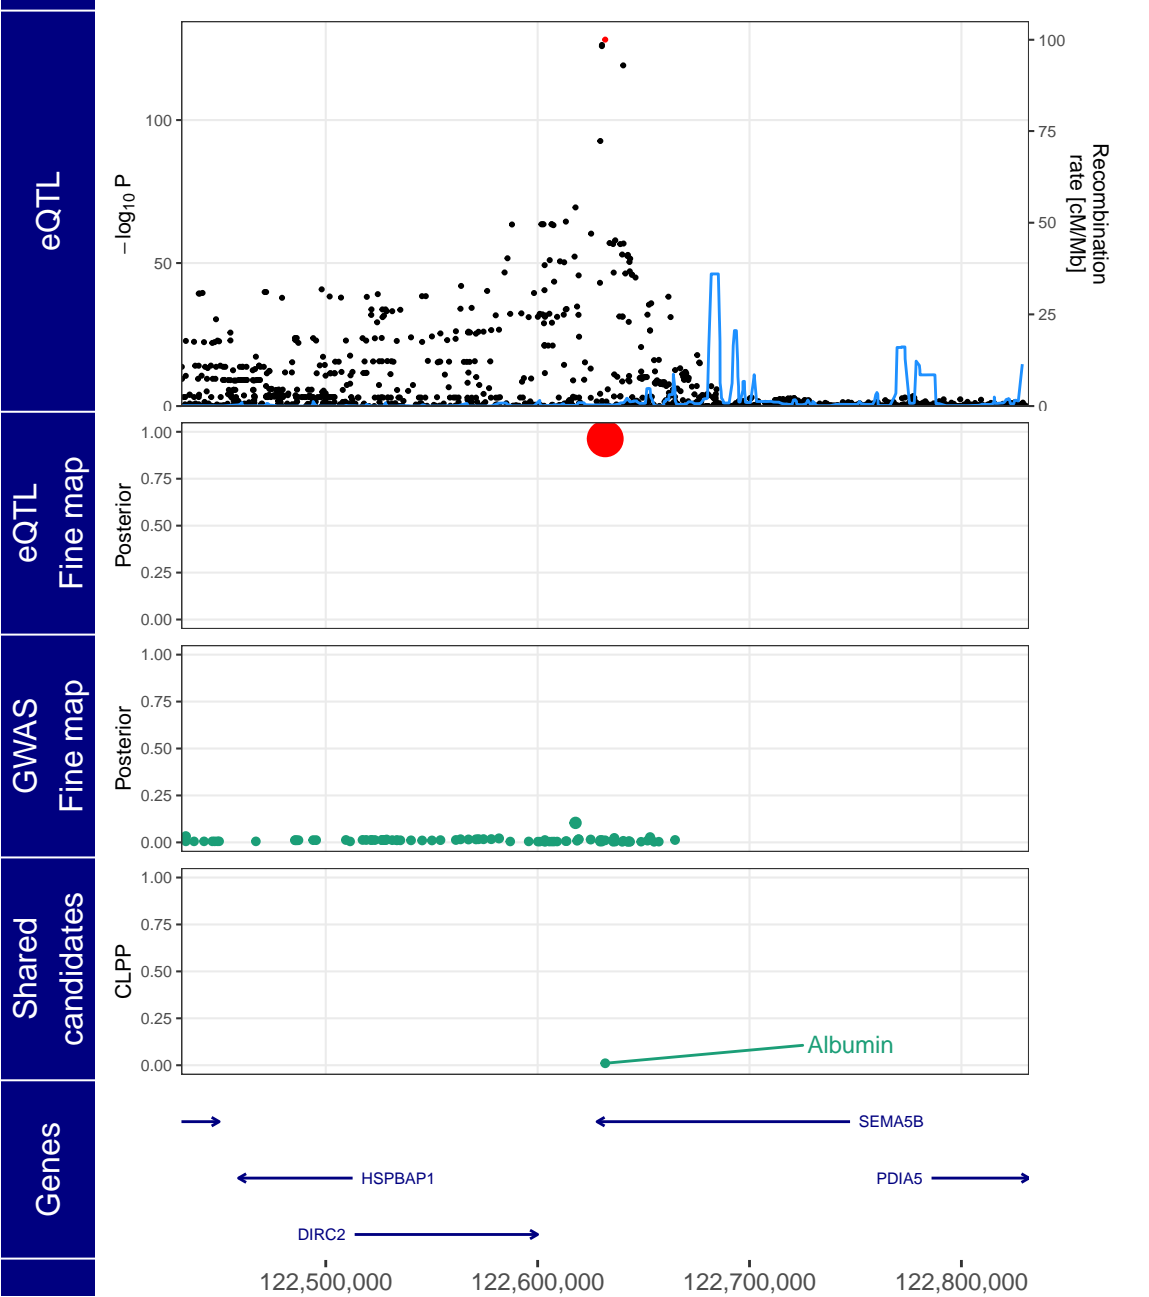 eQTL
−log10 P
100
50
0
100
75
50
25
0
Recombination
rate [cM/Mb]
eQTL
Fine map
Posterior
1.00
0.75
0.50
0.25
0.00
GWAS
Fine map
Posterior
1.00
0.75
0.50
0.25
0.00
Shared
candidates
CLPP
1.00
0.75
0.50
0.25
0.00
Albumin
Genes
SEMA5B
HSPBAP1
PDIA5
DIRC2
122,500,000
122,600,000
122,700,000
122,800,000